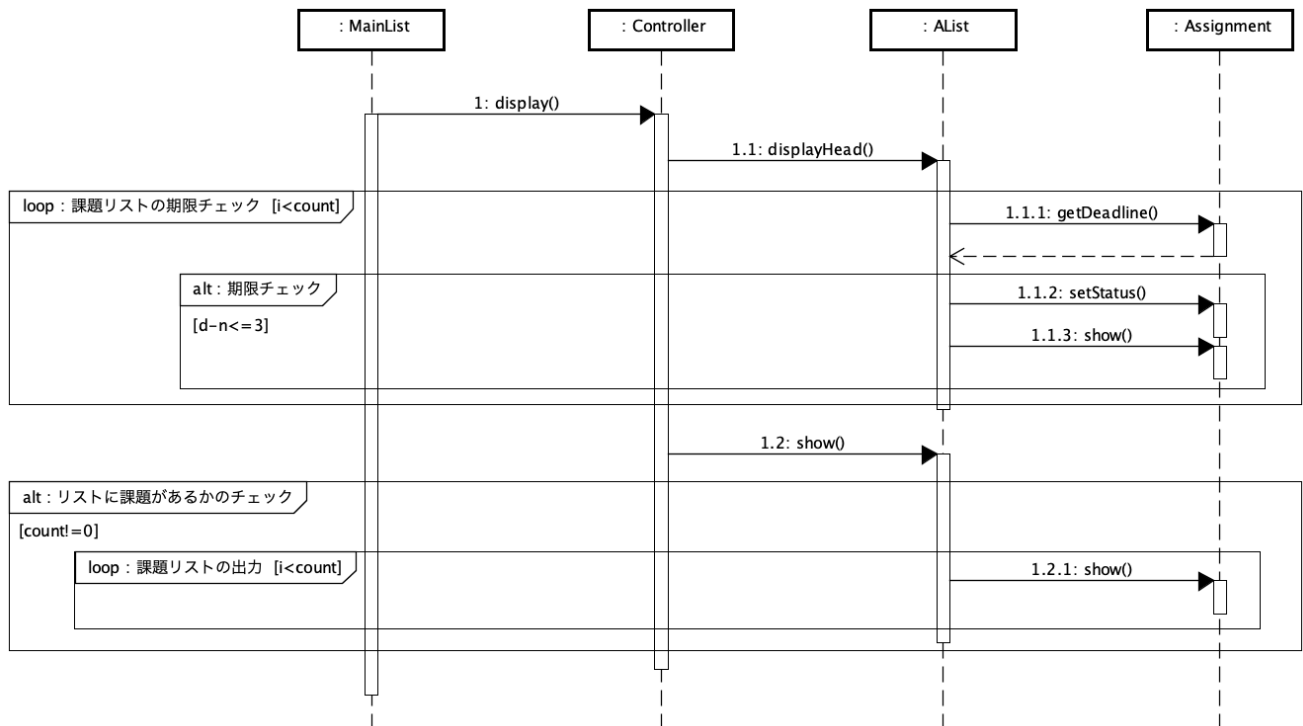 : MainList
: Controller
: AList
: Assignment
1: display()
1.1: displayHead()
loop : 課題リストの期限チェック [i<count]
1.1.1: getDeadline()
alt : 期限チェック
[d-n<=3]
1.1.2: setStatus()
1.1.3: show()
1.2: show()
alt : リストに課題があるかのチェック
[count!=0]
loop : 課題リストの出力 [i<count]
1.2.1: show()